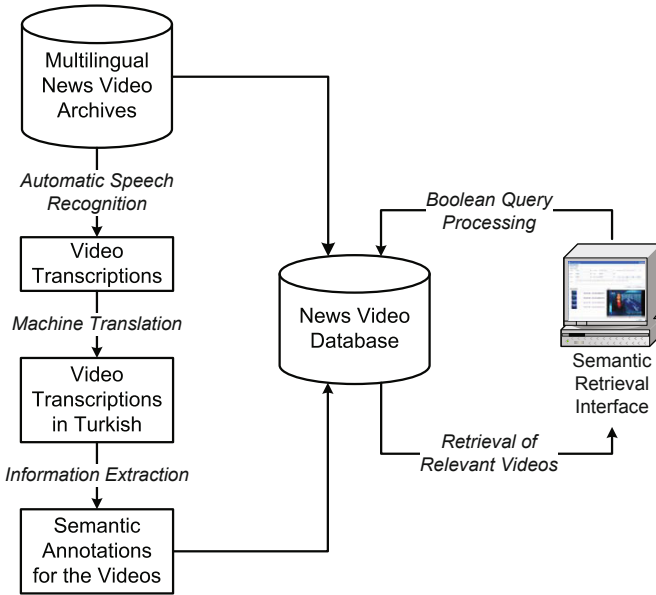 Multilingual
News Video
Archives
Automatic Speech
Recognition
Video
Transcriptions
Machine Translation
Video
Transcriptions
in Turkish
Information Extraction
Semantic
Annotations
for the Videos
News Video
Database
Boolean Query
Processing
Semantic
Retrieval
Interface
Retrieval of
Relevant Videos